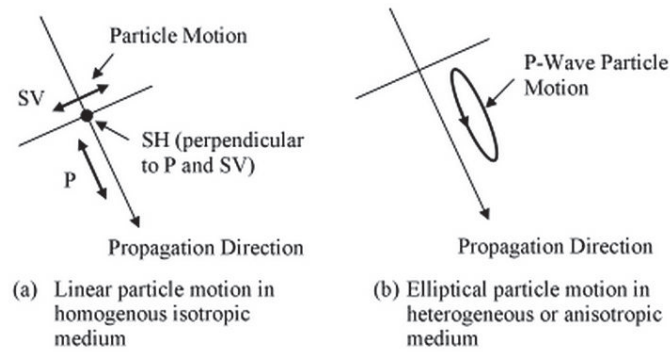 Particle Motion
SV
SH (perpendicular
to P and SV)
P
Propagation Direction
(a) Linear particle motion in
homogenous isotropic
medium
P-Wave Particle
Motion
Propagation Direction
(b) Elliptical particle motion in
heterogeneous or anisotropic
medium